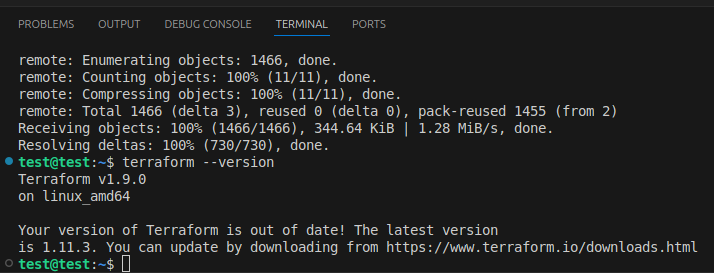 PROBLEMS OUTPUT DEBUG CONSOLE TERMINAL PORTS
remote: Enumerating objects: 1466, done.
remote: Counting objects: 100% (11/11), done.
remote: Compressing objects: 100% (11/11), done.
remote: Total 1466 (delta 3), reused 0 (delta 0), pack-reused 1455 (from 2)
Receiving objects: 100% (1466/1466), 344.64 KiB | 1.28 MiB/s, done.
Resolving deltas: 100% (730/730), done.
test@test:~$ terraform --version
Terraform v1.9.0
on linux_amd64
Your version of Terraform is out of date! The latest version
is 1.11.3. You can update by downloading from https://www.terraform.io/downloads.html
test@test:~$